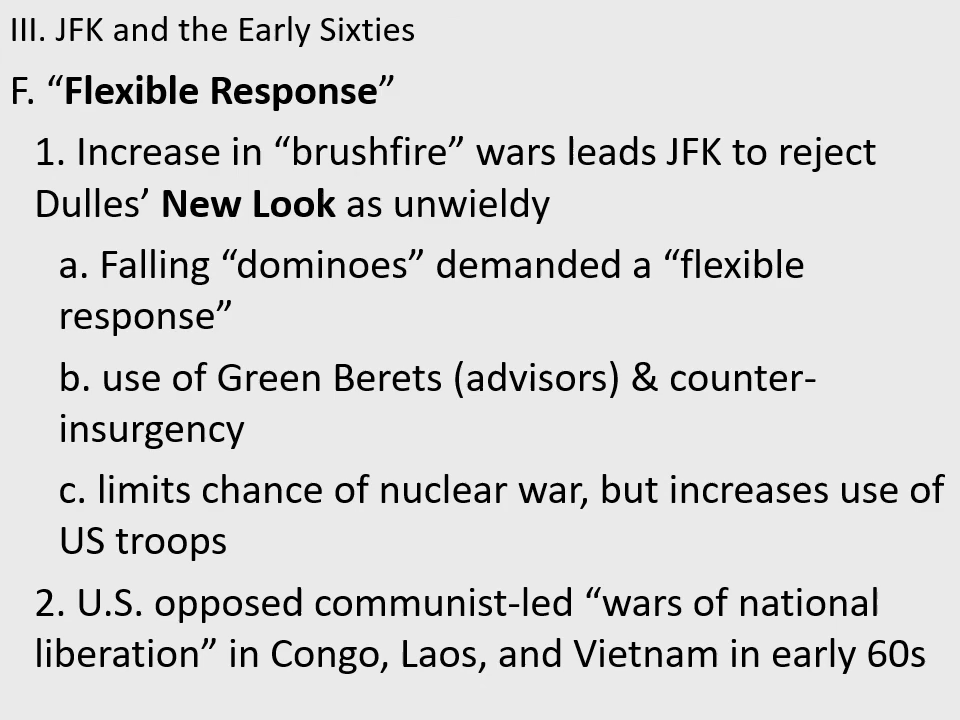 III. JFK and the Early Sixties
F. “Flexible Response”
1. Increase in “brushfire” wars leads JFK to reject
Dulles’ New Look as unwieldy
a. Falling “dominoes” demanded a “flexible
response”
b. use of Green Berets (advisors) & counter-
insurgency
c. limits chance of nuclear war, but increases use of
US troops
2. U.S. opposed communist-led “wars of national
liberation” in Congo, Laos, and Vietnam in early 60s